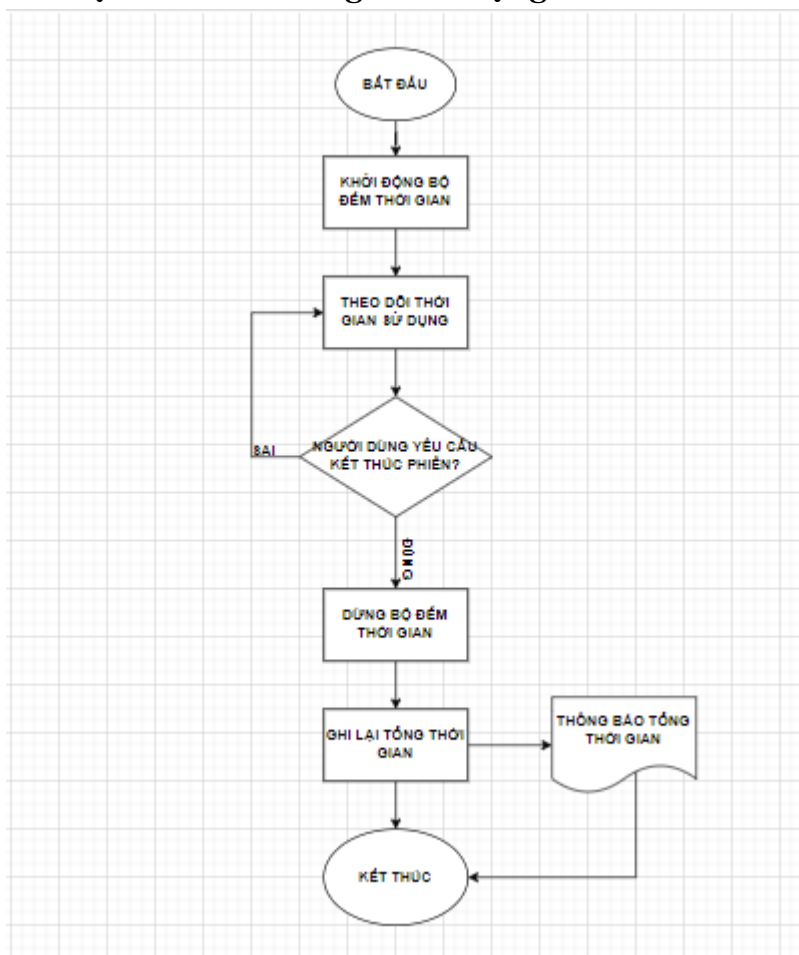 BẮT ĐẦU
KHỞI ĐỘNG BỘ
ĐẾM THỜI GIAN
THEO DÕI THỜI
GIAN SỬ DỤNG
NGƯỜI DÙNG YÊU CẦU
KẾT THÚC PHIÊN?
SAI
ĐÚNG
DỪNG BỘ ĐẾM
THỜI GIAN
GHI LẠI TỔNG THỜI
GIAN
THÔNG BÁO TỔNG
THỜI GIAN
KẾT THÚC